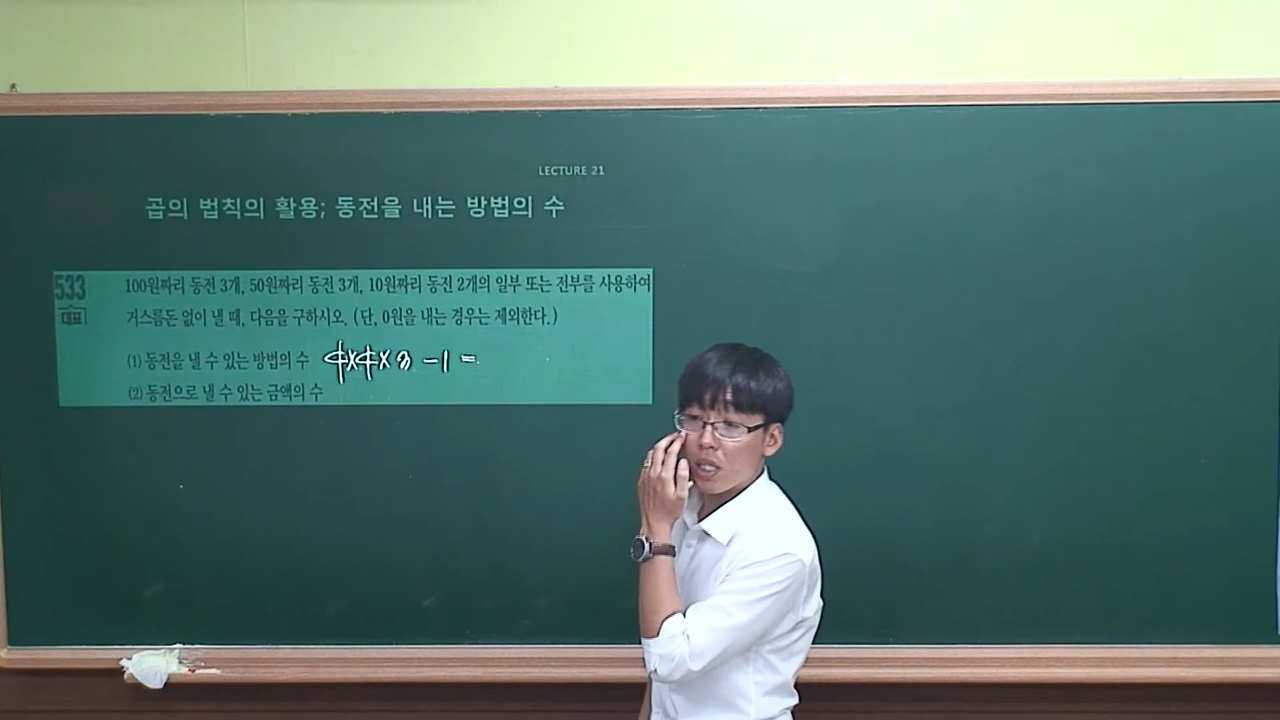 LECTURE 21
곱의 법칙의 활용; 동전을 내는 방법의 수
533 100원짜리 동전 3개, 50원짜리 동전 3개, 10원짜리 동전 2개의 일부 또는 전부를 사용하여
대표 거스름돈 없이 낼 때, 다음을 구하시오. (단, 0원을 내는 경우는 제외한다.)
(1) 동전을 낼 수 있는 방법의 수 4×4×3 -1 =
(2) 동전으로 낼 수 있는 금액의 수